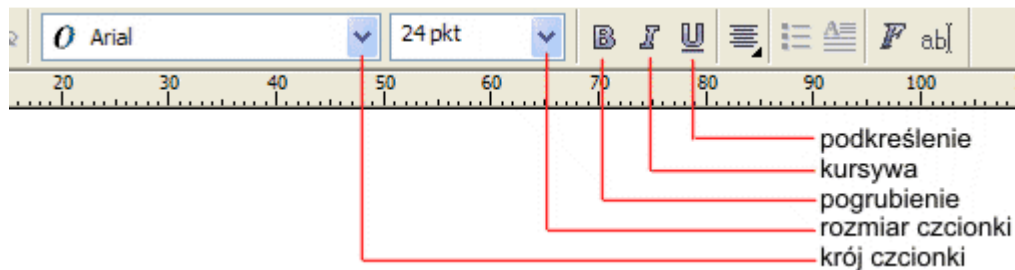 O Arial 24 pkt B I U A F ab
20 30 40 50 60 70 80 90 100
podkreślenie
kursywa
pogrubienie
rozmiar czcionki
krój czcionki